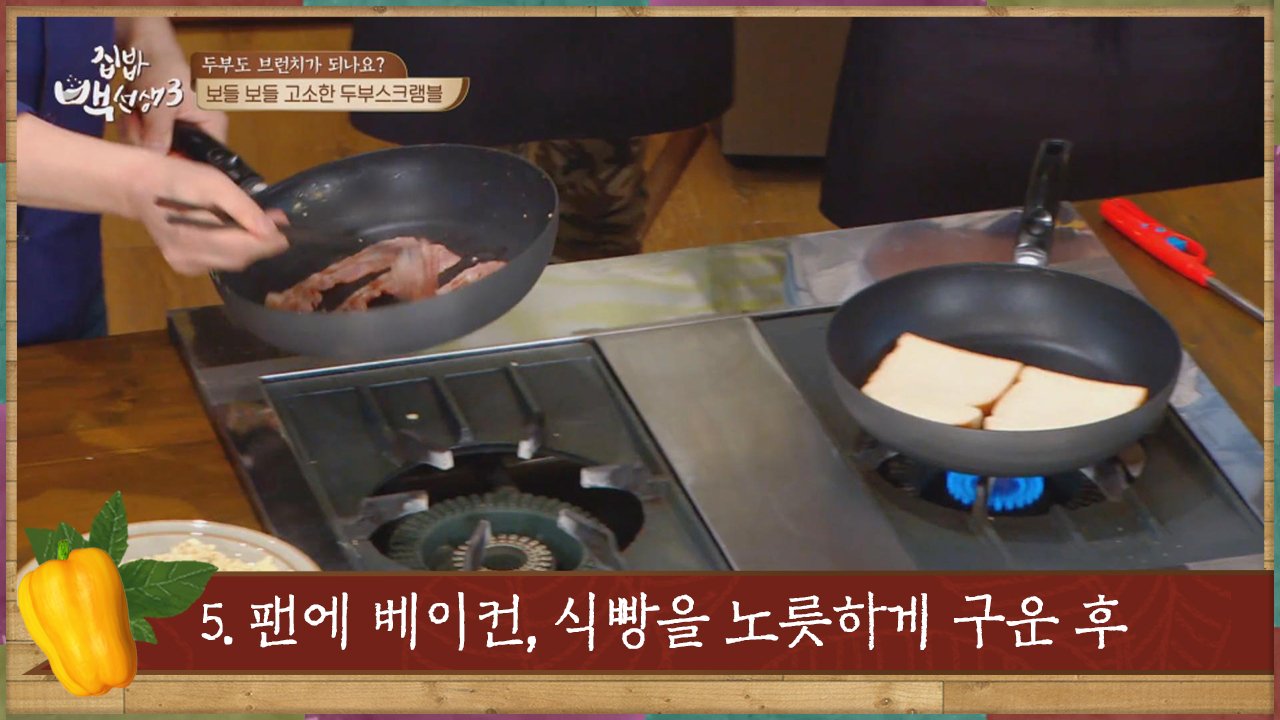 집밥
백선생3
두부도 브런치가 되나요?
보들 보들 고소한 두부스크램블
5. 팬에 베이컨, 식빵을 노릇하게 구운 후